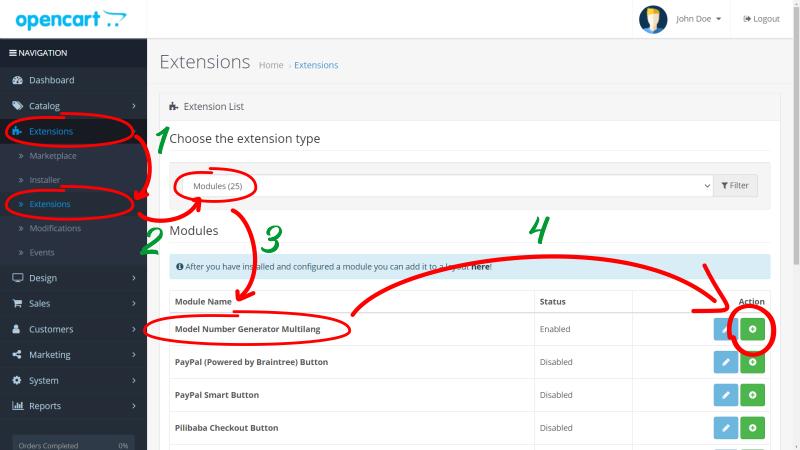 opencart
John Doe
Logout
NAVIGATION
Dashboard
Catalog
Extensions
Marketplace
Installer
Extensions
Modifications
Events
Design
Sales
Customers
Marketing
System
Reports
Orders Completed 0%
Extensions Home › Extensions
Extension List
Choose the extension type
Modules (25)
Filter
Modules
After you have installed and configured a module you can add it to a layout here!
Module Name Status Action
Model Number Generator Multilang Enabled
PayPal (Powered by Braintree) Button Disabled
PayPal Smart Button Disabled
Pilibaba Checkout Button Disabled
1
2
3
4